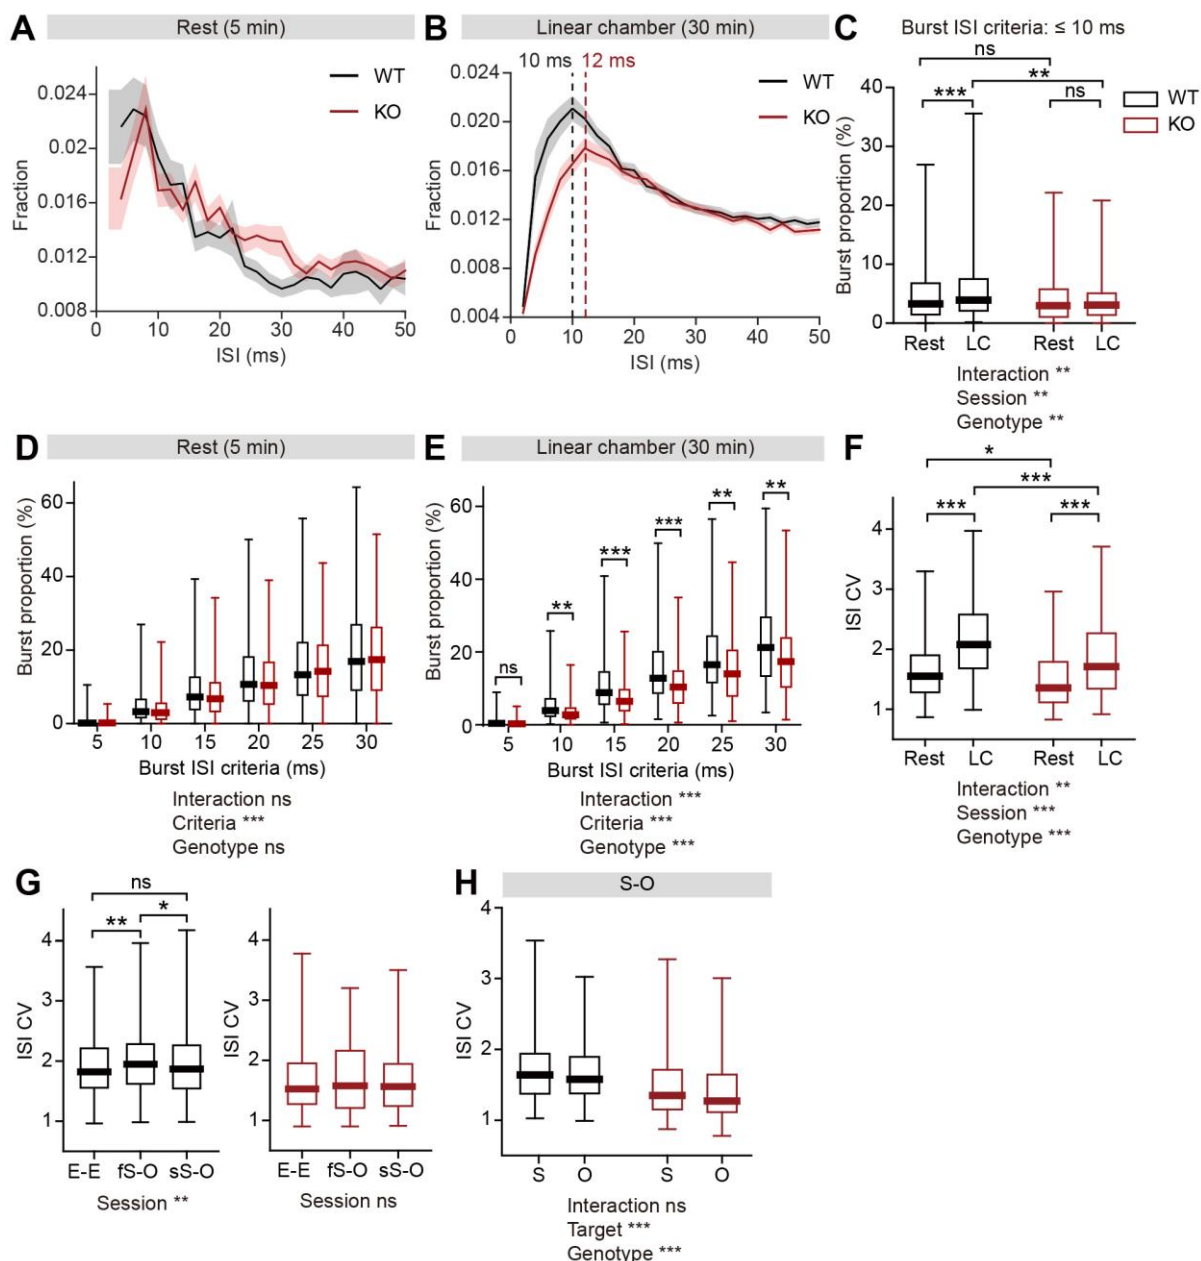 A
Rest (5 min)
WT
KO
0.024
0.02
0.016
0.012
0.008
Fraction
0 10 20 30 40 50
ISI (ms)
B
Linear chamber (30 min)
10 ms 12 ms
WT
KO
0.024
0.020
0.016
0.012
0.004
Fraction
0 10 20 30 40 50
ISI (ms)
C
Burst ISI criteria: ≤ 10 ms
ns
**
*** ns
WT
KO
40
30
20
10
0
Burst proportion (%)
Rest LC Rest LC
Interaction **
Session **
Genotype **
D
Rest (5 min)
60
40
20
0
Burst proportion (%)
5 10 15 20 25 30
Burst ISI criteria (ms)
Interaction ns
Criteria ***
Genotype ns
E
Linear chamber (30 min)
60
40
20
0
Burst proportion (%)
ns ** *** *** ** **
5 10 15 20 25 30
Burst ISI criteria (ms)
Interaction ***
Criteria ***
Genotype ***
F
*
***
*** ***
4
3
2
1
ISI CV
Rest LC Rest LC
Interaction **
Session ***
Genotype ***
G
ns
** *
4
3
2
1
ISI CV
E-E fS-O sS-O
Session **
4
3
2
1
ISI CV
E-E fS-O sS-O
Session ns
H
S-O
4
3
2
1
ISI CV
S O S O
Interaction ns
Target ***
Genotype ***